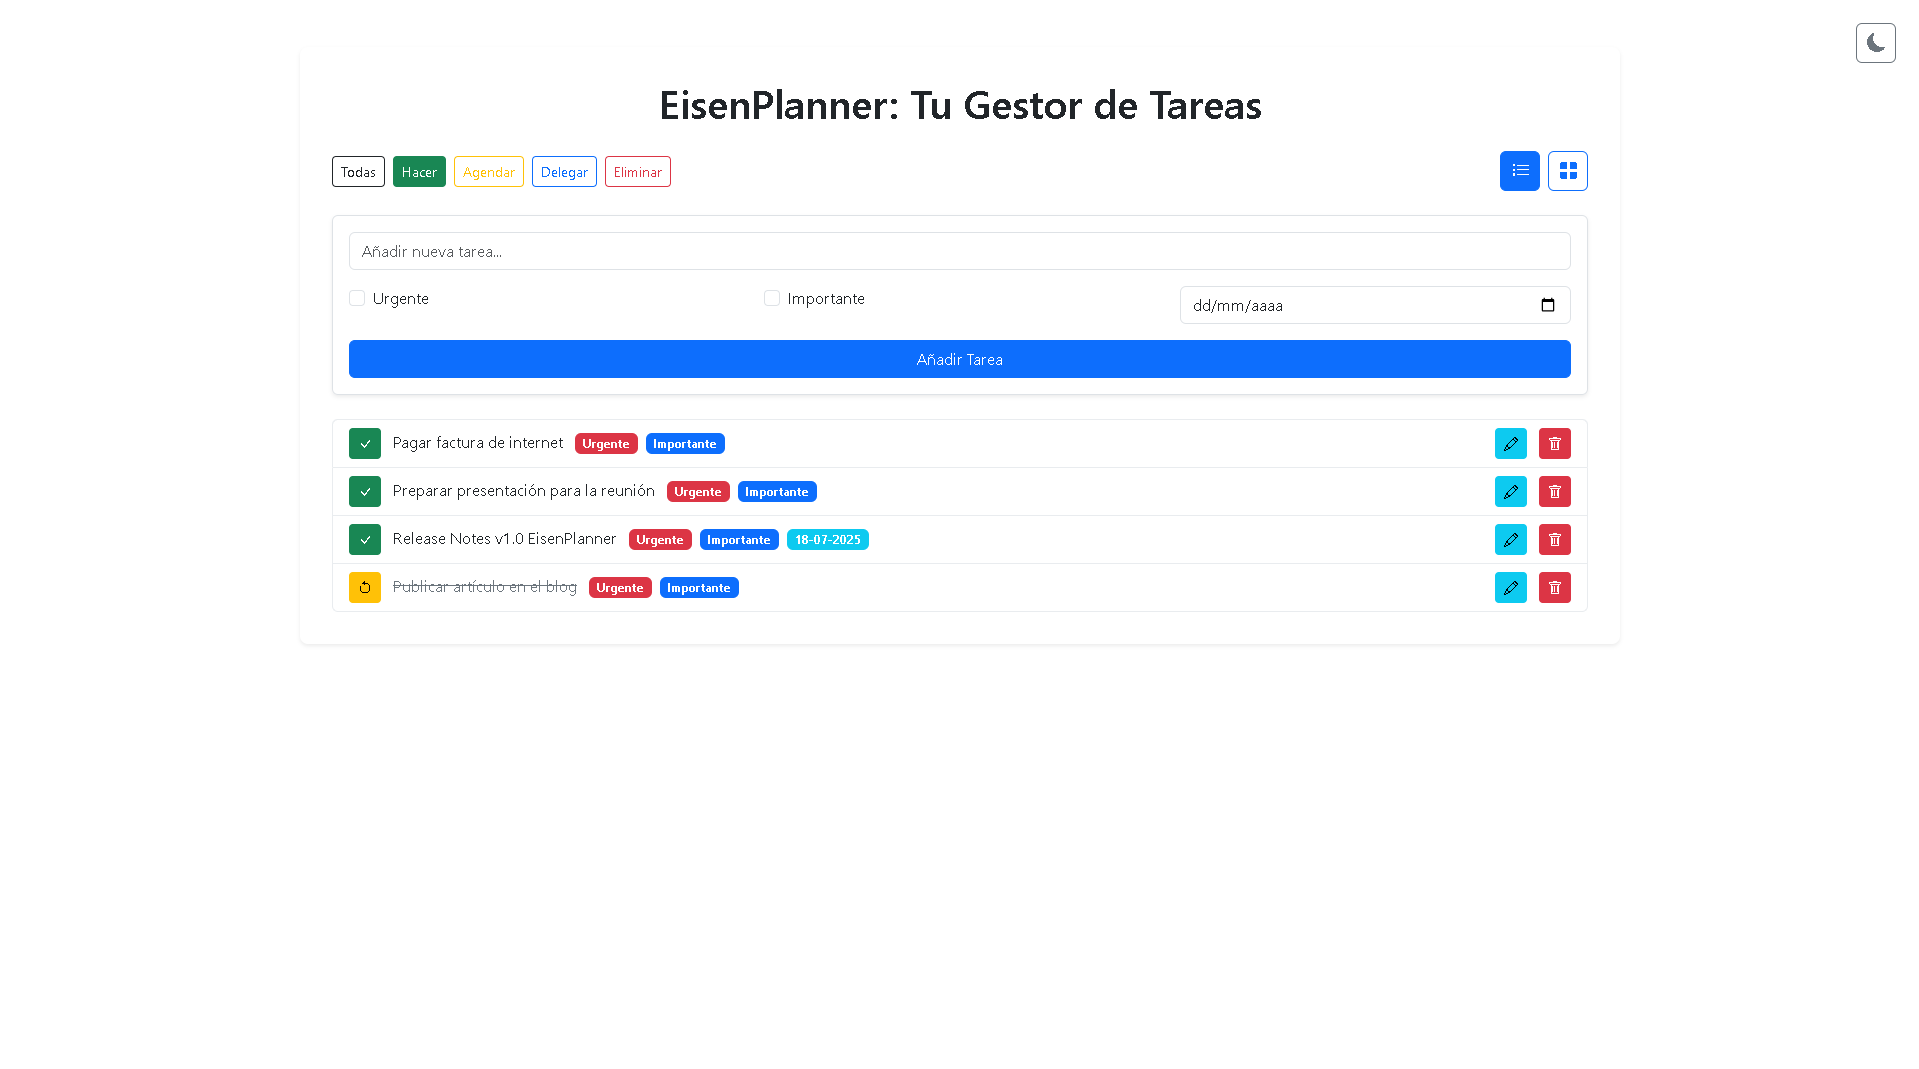 EisenPlanner: Tu Gestor de Tareas
Todas Hacer Agendar Delegar Eliminar
Añadir nueva tarea...
Urgente Importante dd/mm/aaaa
Añadir Tarea
Pagar factura de internet Urgente Importante
Preparar presentación para la reunión Urgente Importante
Release Notes v1.0 EisenPlanner Urgente Importante 18-07-2025
Publicar artículo en el blog Urgente Importante